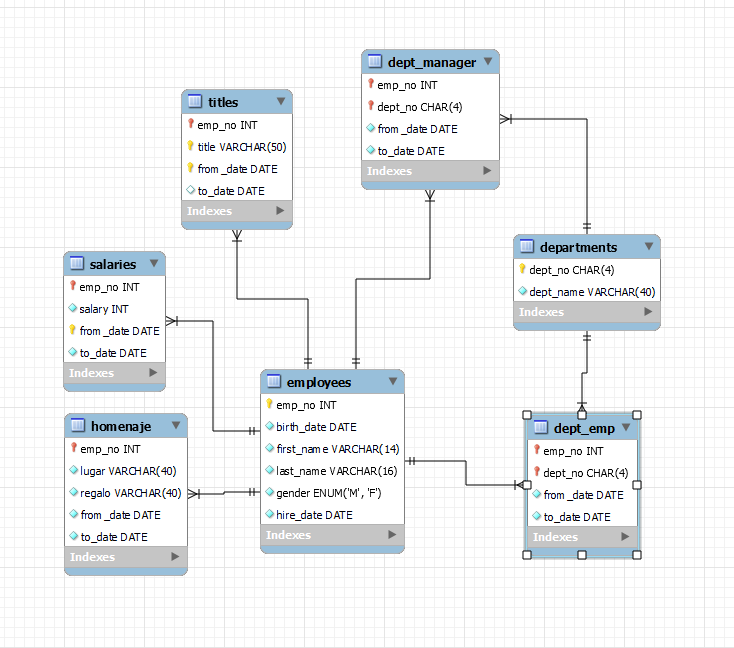 dept_manager
emp_no INT
dept_no CHAR(4)
from_date DATE
to_date DATE
Indexes
titles
emp_no INT
title VARCHAR(50)
from_date DATE
to_date DATE
Indexes
departments
dept_no CHAR(4)
dept_name VARCHAR(40)
Indexes
salaries
emp_no INT
salary INT
from_date DATE
to_date DATE
Indexes
employees
emp_no INT
birth_date DATE
first_name VARCHAR(14)
last_name VARCHAR(16)
gender ENUM('M', 'F')
hire_date DATE
Indexes
homenaje
emp_no INT
lugar VARCHAR(40)
regalo VARCHAR(40)
from_date DATE
to_date DATE
Indexes
dept_emp
emp_no INT
dept_no CHAR(4)
from_date DATE
to_date DATE
Indexes